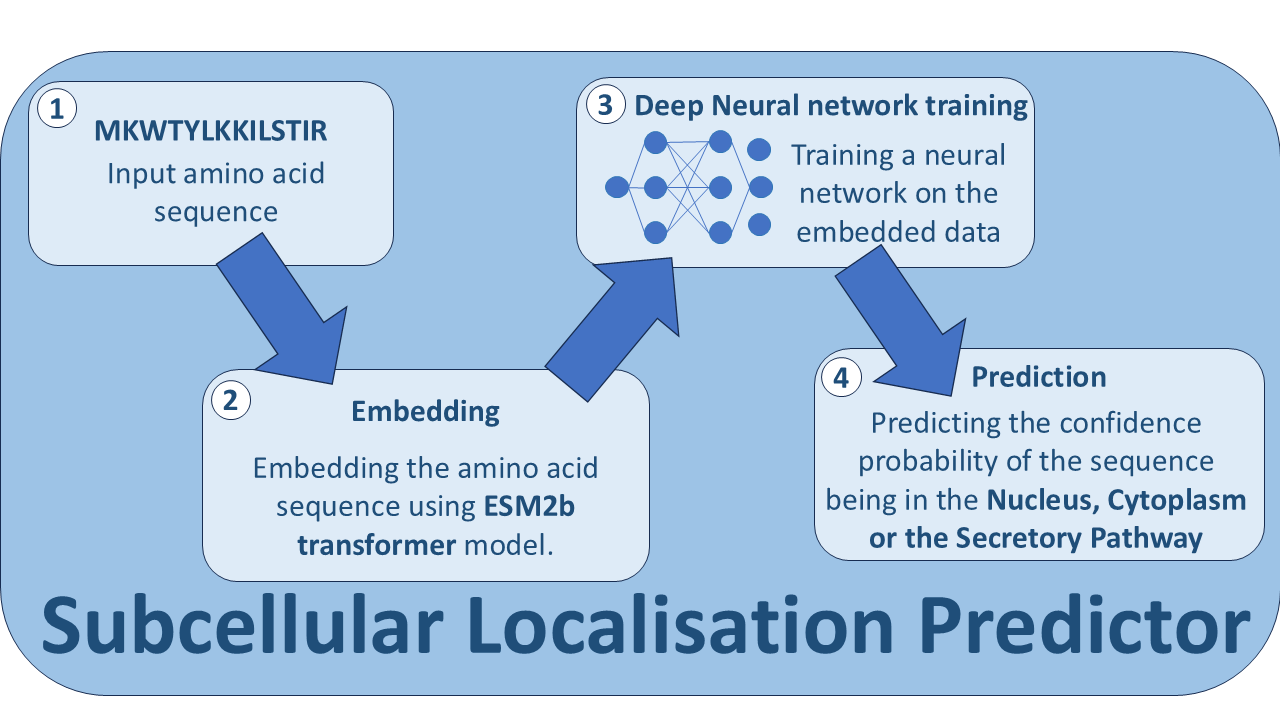 1
MKWTYLKKILSTIR
Input amino acid
sequence
2
Embedding
Embedding the amino acid
sequence using ESM2b
transformer model.
3
Deep Neural network training
Training a neural
network on the
embedded data
4
Prediction
Predicting the confidence
probability of the sequence
being in the Nucleus, Cytoplasm
or the Secretory Pathway
Subcellular Localisation Predictor